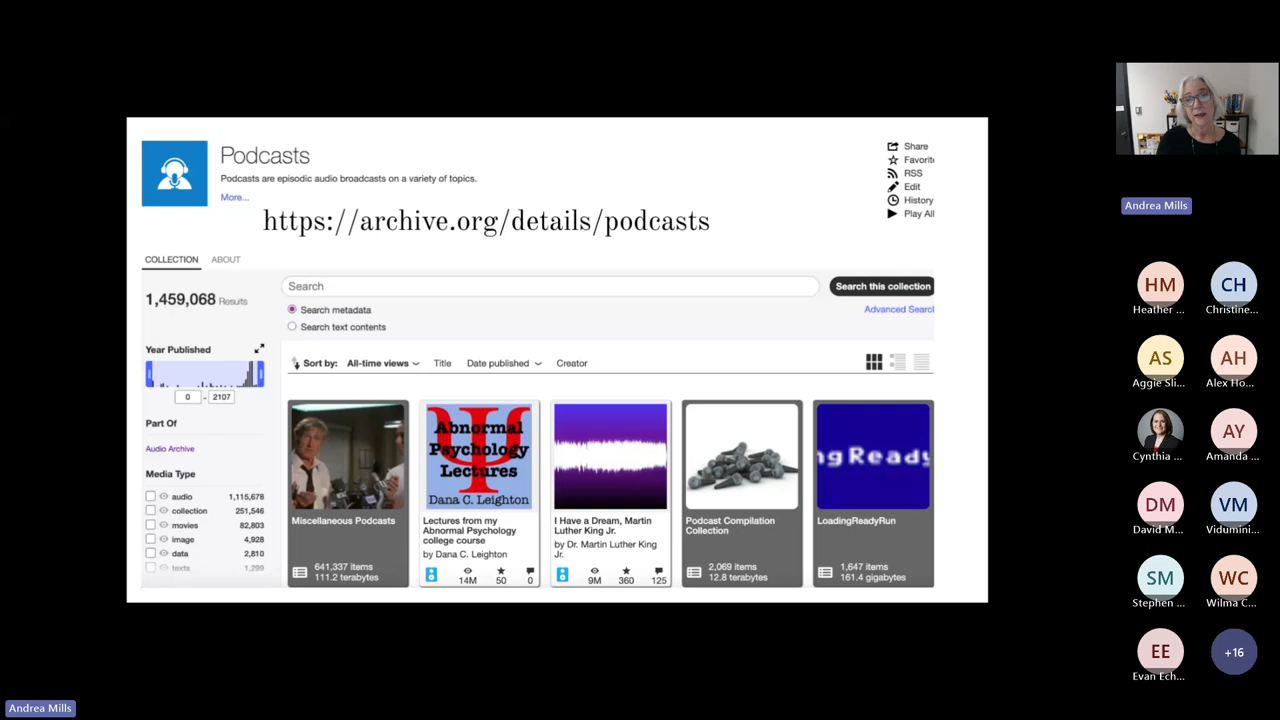 Podcasts
Podcasts are episodic audio broadcasts on a variety of topics.
More...
https://archive.org/details/podcasts
Share
Favorite
RSS
Edit
History
Play All
COLLECTION ABOUT
1,459,068 Results
Search
Search this collection
Search metadata
Advanced Search
Search text contents
Year Published
0 - 2107
Part Of
Audio Archive
Media Type
audio 1,115,678
collection 251,546
movies 82,803
image 4,928
data 2,810
texts 1,299
Sort by: All-time views Title Date published Creator
Miscellaneous Podcasts
641,337 items
111.2 terabytes
Abnormal
Psychology
Lectures
Dana C. Leighton
Lectures from my
Abnormal Psychology
college course
by Dana C. Leighton
14M 50 0
I Have a Dream, Martin
Luther King Jr.
by Dr. Martin Luther King
Jr.
9M 360 125
Podcast Compilation
Collection
2,069 items
12.8 terabytes
ngReady
LoadingReadyRun
1,647 items
161.4 gigabytes
Andrea Mills
HM
Heather ...
CH
Christine...
AS
Aggie Sli...
AH
Alex Ho...
Cynthia ...
AY
Amanda ...
DM
David M...
VM
Vidumini...
SM
Stephen ...
WC
Wilma C...
EE
Evan Ech...
+16
Andrea Mills